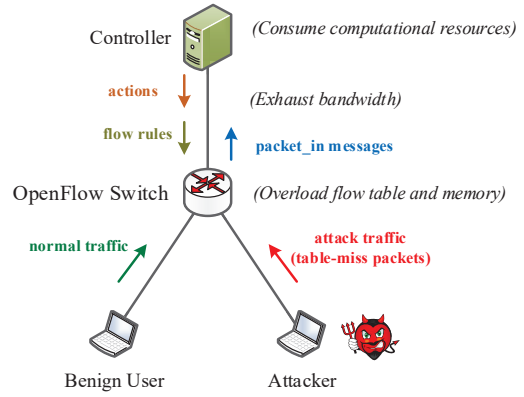 Controller
(Consume computational resources)
actions
(Exhaust bandwidth)
flow rules
packet_in messages
OpenFlow Switch
(Overload flow table and memory)
normal traffic
attack traffic
(table-miss packets)
Benign User
Attacker